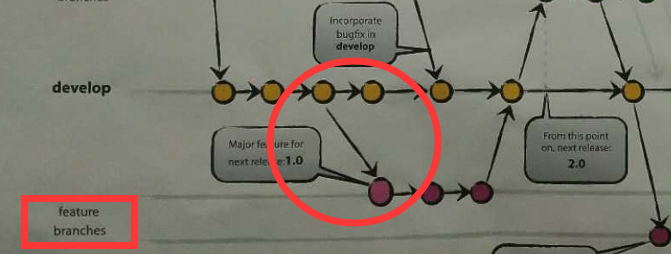 branches
Incorporate
bugfix in
develop
develop
Major feature for
next release:1.0
From this point
on, next release:
2.0
feature
branches